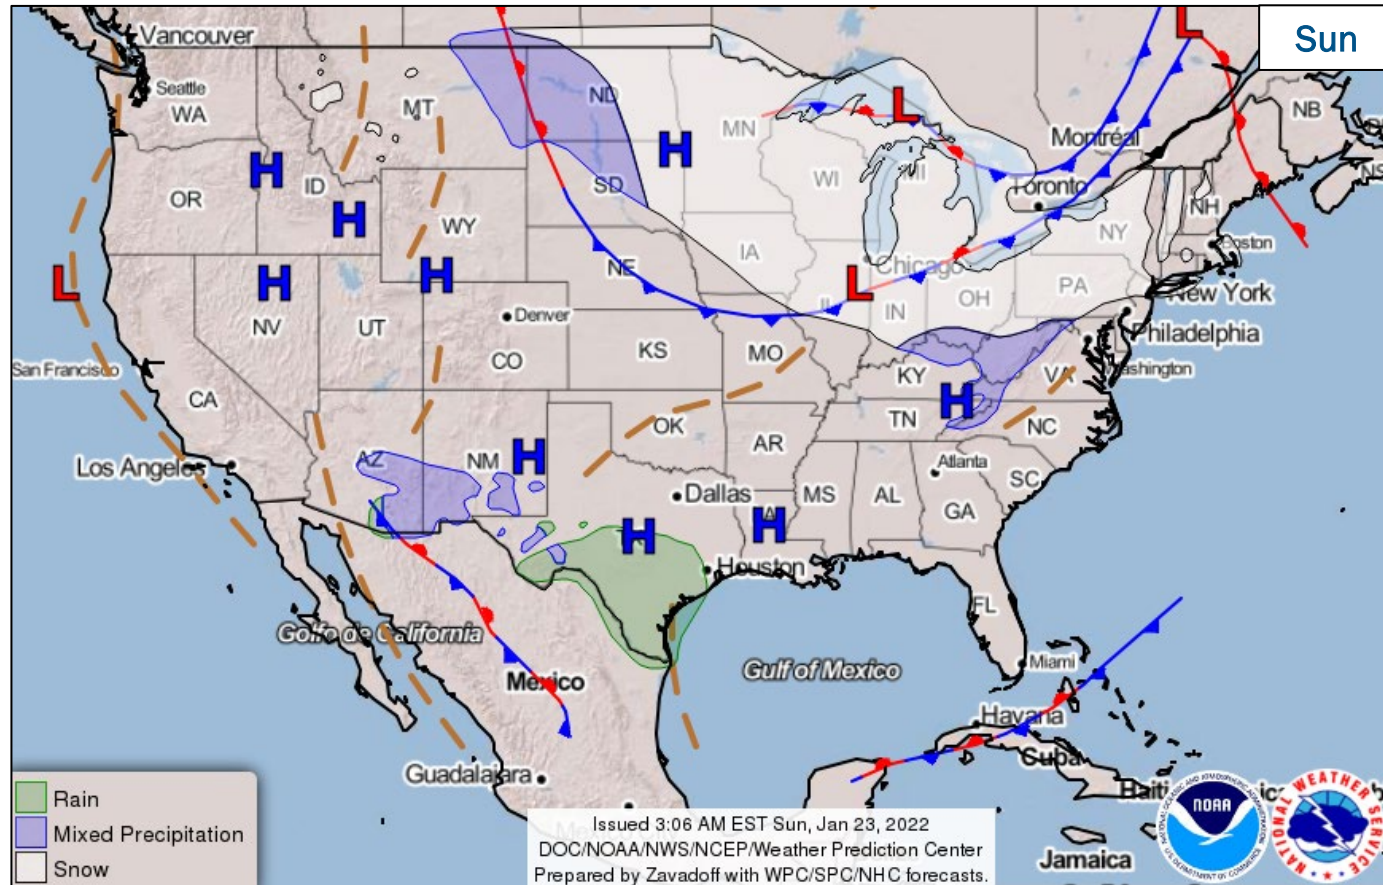 Sun
Vancouver
Seattle
WA
MT
ND
MN
Montréal
NB
NS
OR
ID
WY
SD
WI
MI
Toronto
NH
Boston
NY
IA
Chicago
NE
NV
UT
Denver
IL
IN
OH
PA
New York
Philadelphia
San Francisco
CO
KS
MO
KY
VA
Washington
CA
OK
TN
NC
AR
Los Angeles
AZ
NM
Atlanta
SC
Dallas
MS
AL
GA
Houston
FL
Golfo de California
Mexico
Gulf of Mexico
Miami
Havana
Cuba
Guadalajara
Haiti
Jamaica
Mexico City
H
H
H
H
H
H
H
H
H
L
L
L
L
Rain
Mixed Precipitation
Snow
Issued 3:06 AM EST Sun, Jan 23, 2022
DOC/NOAA/NWS/NCEP/Weather Prediction Center
Prepared by Zavadoff with WPC/SPC/NHC forecasts.
NOAA
NATIONAL WEATHER SERVICE